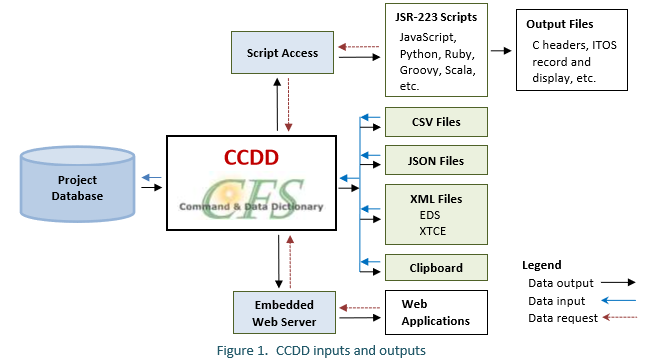 JSR-223 Scripts
JavaScript,
Python, Ruby,
Groovy, Scala,
etc.
Output Files
C headers, ITOS
record and
display, etc.
Script Access
CSV Files
JSON Files
XML Files
EDS
XTCE
Clipboard
Project
Database
CCDD
CFS
Command & Data Dictionary
Embedded
Web Server
Web
Applications
Legend
Data output
Data input
Data request
Figure 1. CCDD inputs and outputs